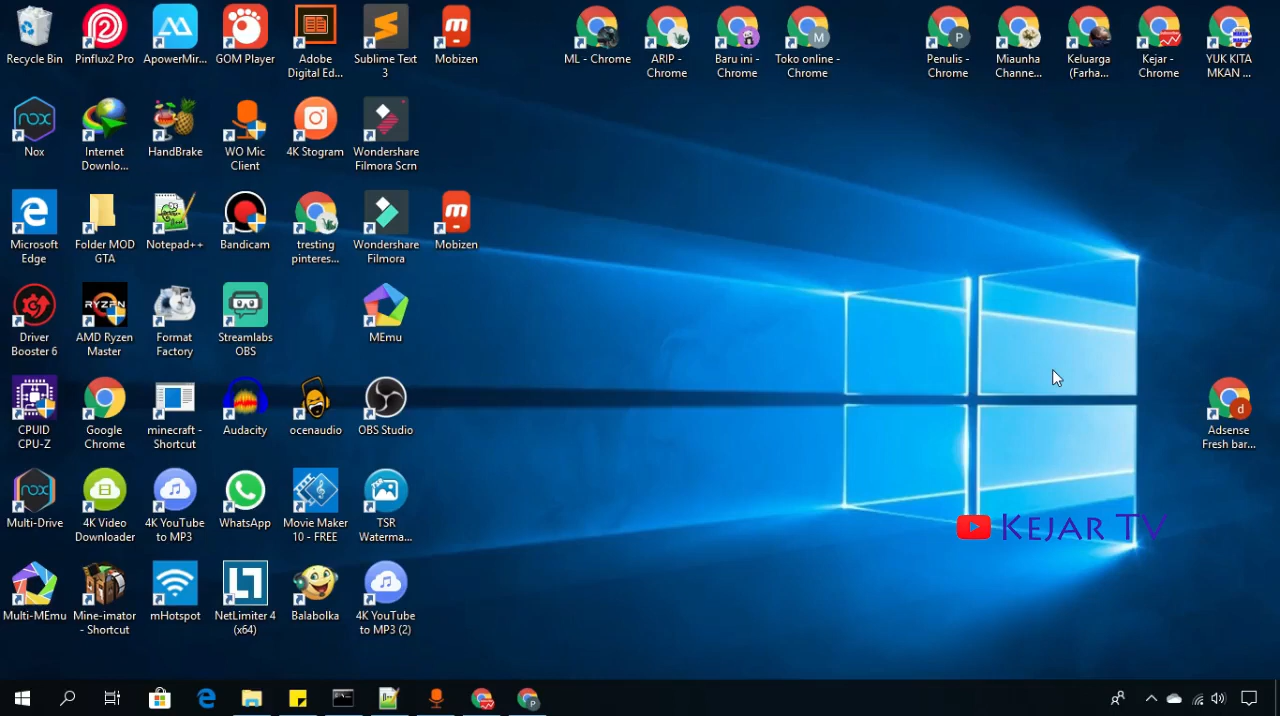 Recycle Bin
Pinflux2 Pro
ApowerMir...
GOM Player
Adobe
Digital Ed...
Sublime Text
3
Mobizen
ML - Chrome
ARIP -
Chrome
Baru ini -
Chrome
Toko online -
Chrome
Penulis -
Chrome
Miaunha
Channe...
Keluarga
(Farha...
Kejar -
Chrome
YUK KITA
MKAN ...
Nox
Internet
Downlo...
HandBrake
WO Mic
Client
4K Stogram
Wondershare
Filmora Scrn
Microsoft
Edge
Folder MOD
GTA
Notepad++
Bandicam
tresting
pinteres...
Wondershare
Filmora
Mobizen
Driver
Booster 6
AMD Ryzen
Master
Format
Factory
Streamlabs
OBS
MEmu
CPUID
CPU-Z
Google
Chrome
minecraft -
Shortcut
Audacity
ocenaudio
OBS Studio
Adsense
Fresh bar...
Multi-Drive
4K Video
Downloader
4K YouTube
to MP3
WhatsApp
Movie Maker
10 - FREE
TSR
Waterma...
Kejar TV
Multi-MEmu
Mine-imator
- Shortcut
mHotspot
NetLimiter 4
(x64)
Balabolka
4K YouTube
to MP3 (2)